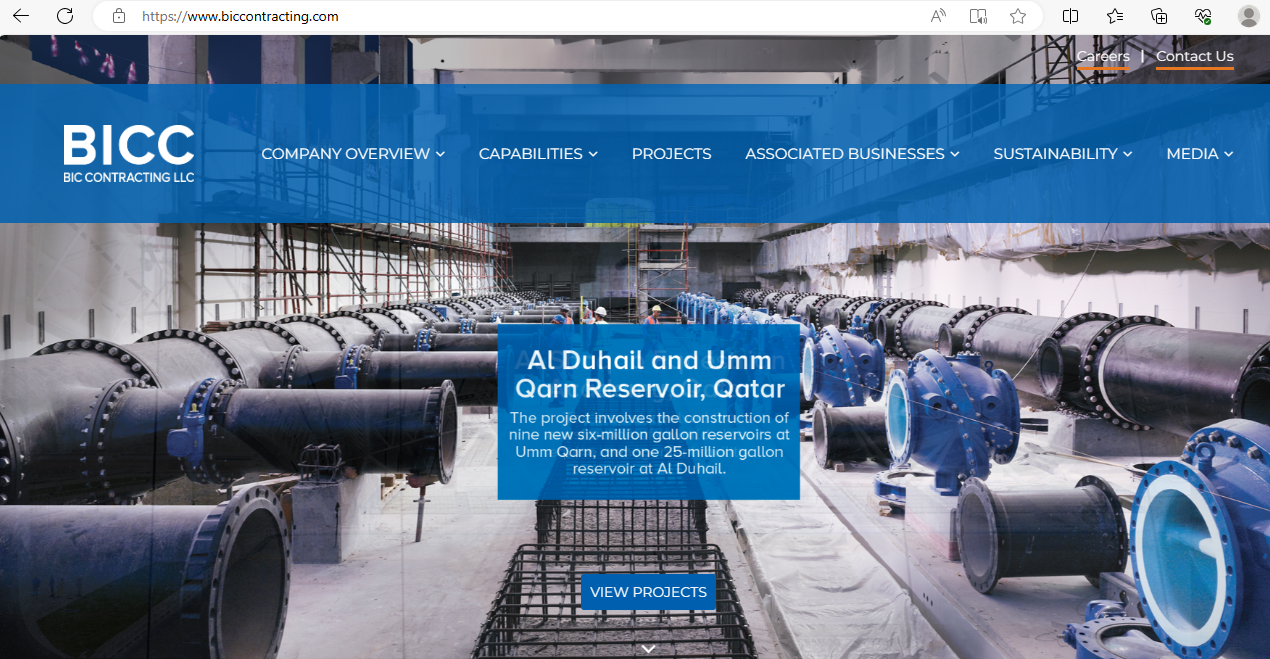 https://www.biccontracting.com
Careers | Contact Us
BICC
BIC CONTRACTING LLC
COMPANY OVERVIEW CAPABILITIES PROJECTS ASSOCIATED BUSINESSES SUSTAINABILITY MEDIA
Al Duhail and Umm
Qarn Reservoir, Qatar
The project involves the construction of
nine new six-million gallon reservoirs at
Umm Qarn, and one 25-million gallon
reservoir at Al Duhail.
VIEW PROJECTS